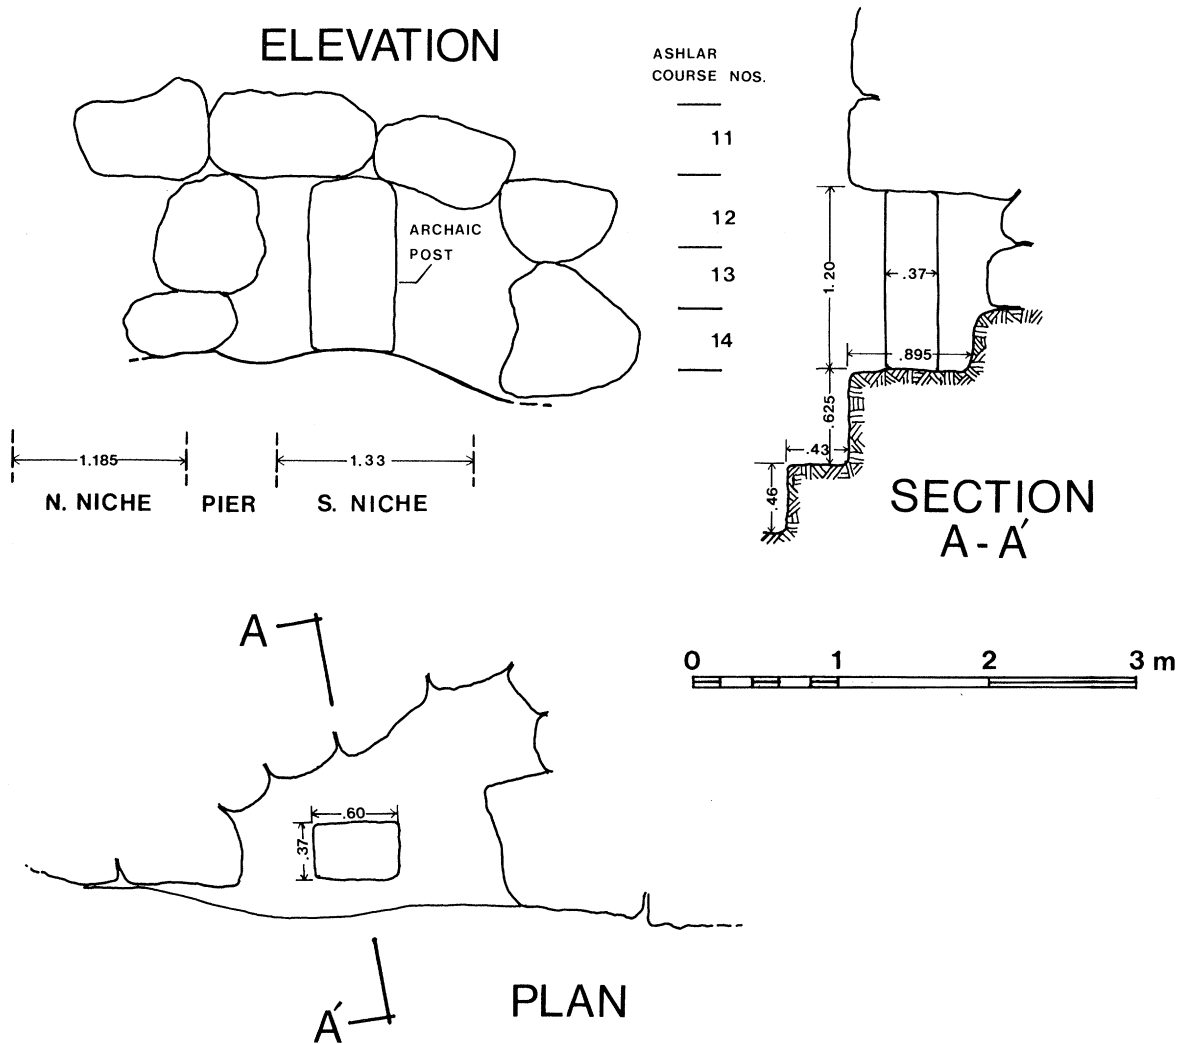 ELEVATION
ASHLAR
COURSE NOS.
11
12
13
14
ARCHAIC
POST
1.20
.37
.895
.625
.43
.46
1.185
1.33
N. NICHE
PIER
S. NICHE
SECTION
A - A′
A
0 1 2 3 m
.60
.37
A′
PLAN